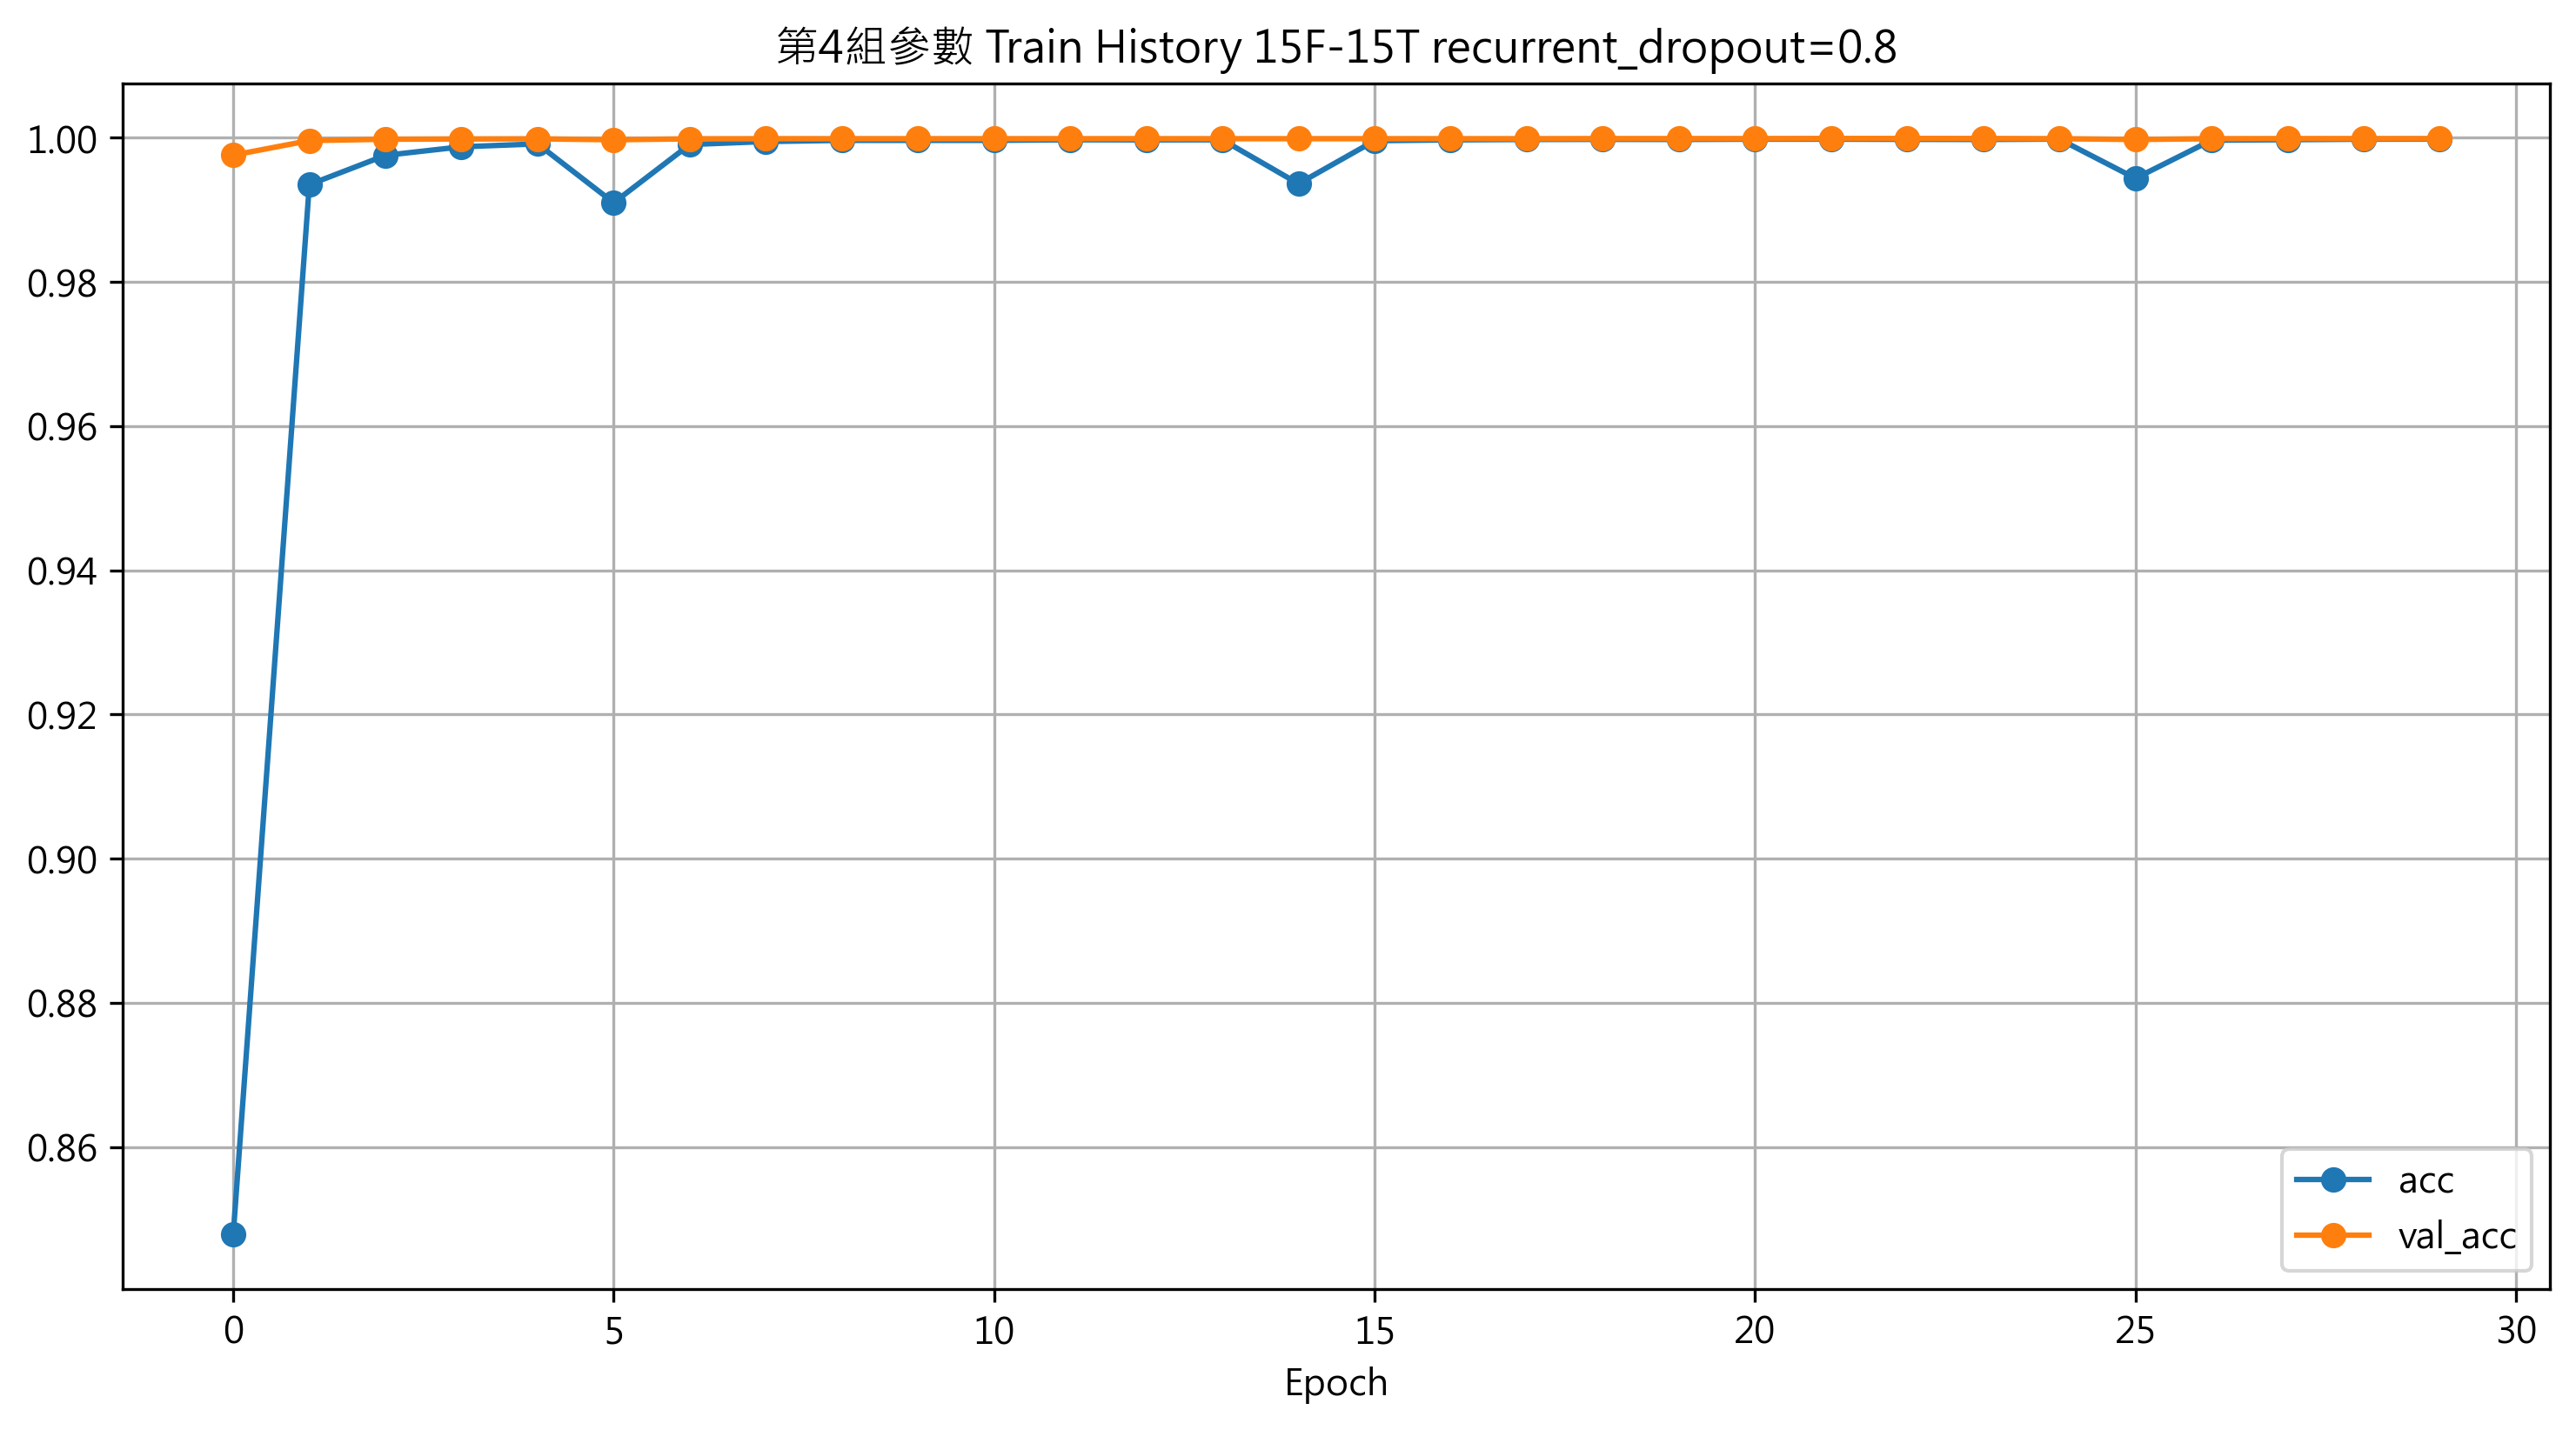 第4組參數 Train History 15F-15T recurrent_dropout=0.8
1.00
0.98
0.96
0.94
0.92
0.90
0.88
0.86
acc
val_acc
0 5 10 15 20 25 30
Epoch